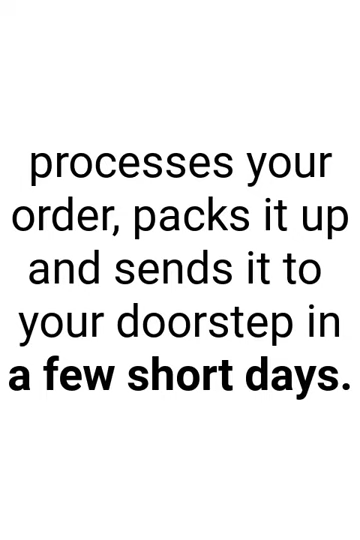 processes your
order, packs it up
and sends it to
your doorstep in
a few short days.